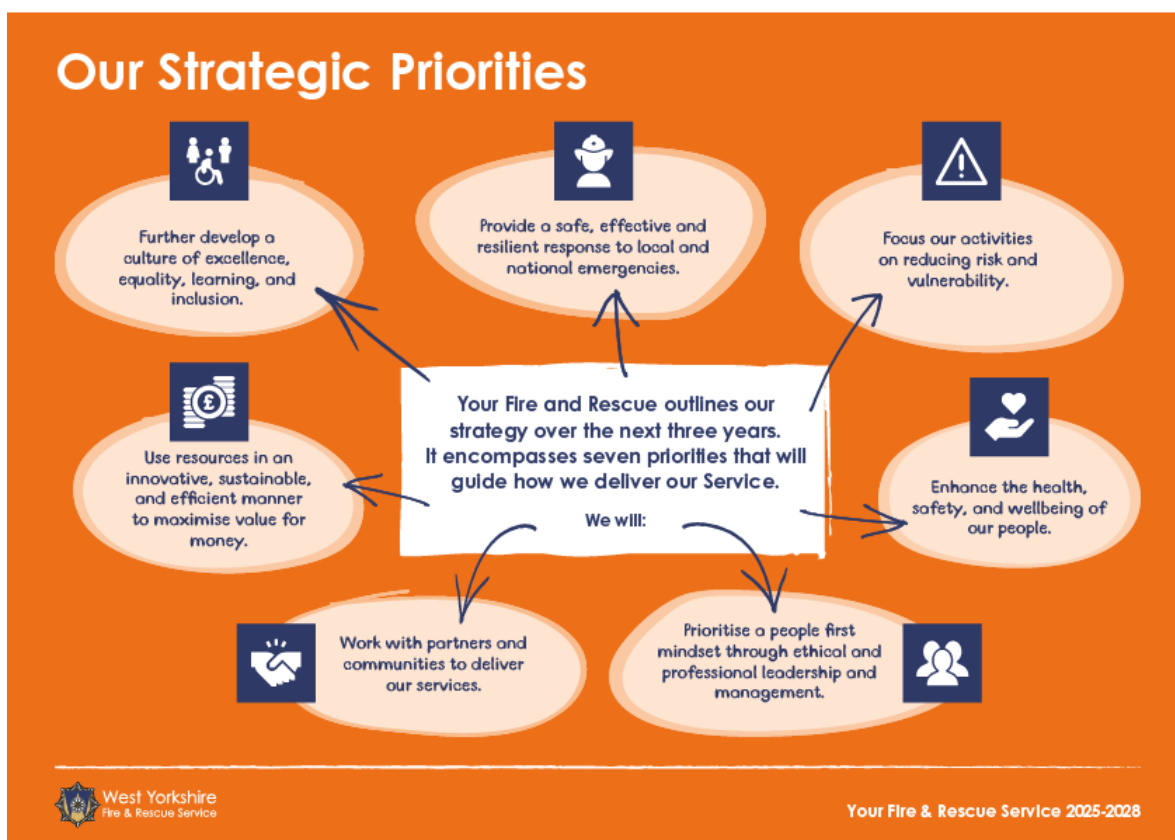 Our Strategic Priorities
Further develop a
culture of excellence,
equality, learning, and
inclusion.
Provide a safe, effective and
resilient response to local and
national emergencies.
Focus our activities
on reducing risk and
vulnerability.
Your Fire and Rescue outlines our
strategy over the next three years.
It encompasses seven priorities that will
guide how we deliver our Service.
We will:
Use resources in an
innovative, sustainable,
and efficient manner
to maximise value for
money.
Enhance the health,
safety, and wellbeing of
our people.
Work with partners and
communities to deliver
our services.
Prioritise a people first
mindset through ethical and
professional leadership and
management.
West Yorkshire
Fire & Rescue Service
Your Fire & Rescue Service 2025-2028